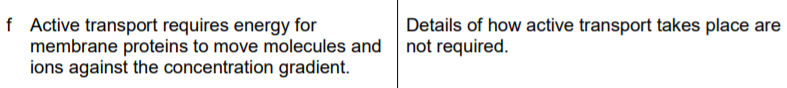 f Active transport requires energy for
membrane proteins to move molecules and
ions against the concentration gradient.
Details of how active transport takes place are
not required.